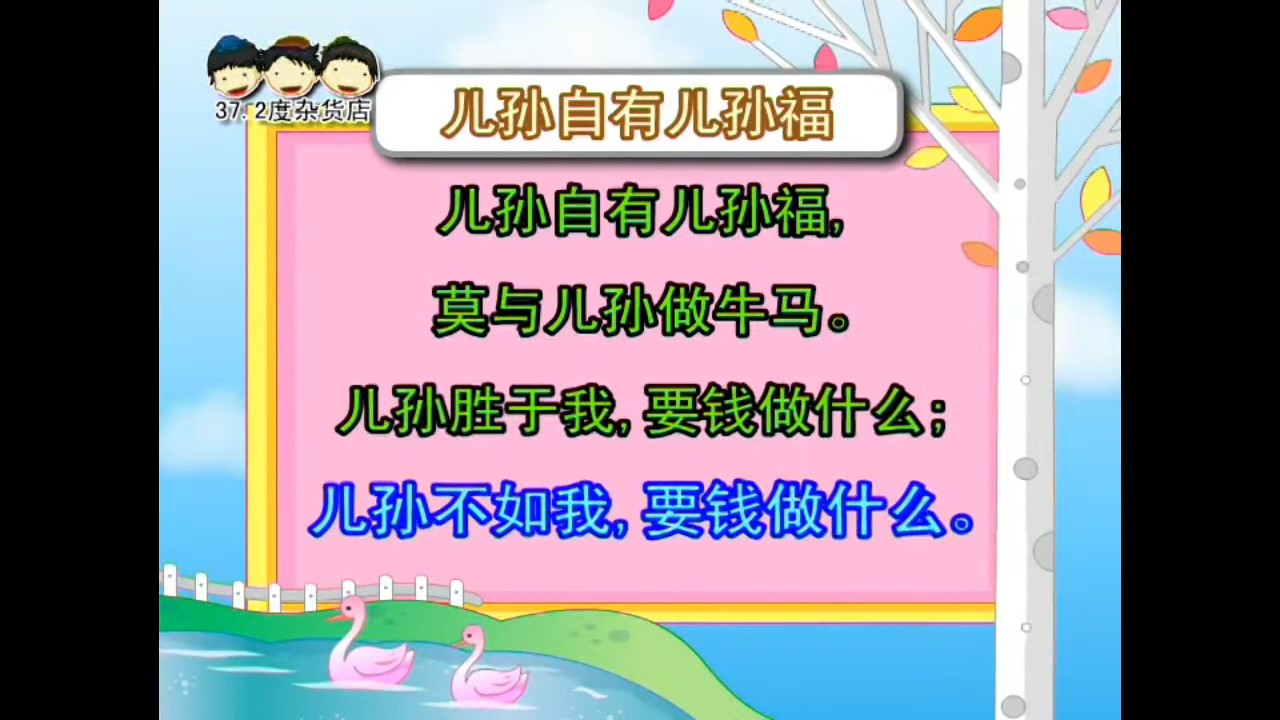 37.2度杂货店
儿孙自有儿孙福
儿孙自有儿孙福,
莫与儿孙做牛马。
儿孙胜于我,要钱做什么;
儿孙不如我,要钱做什么。